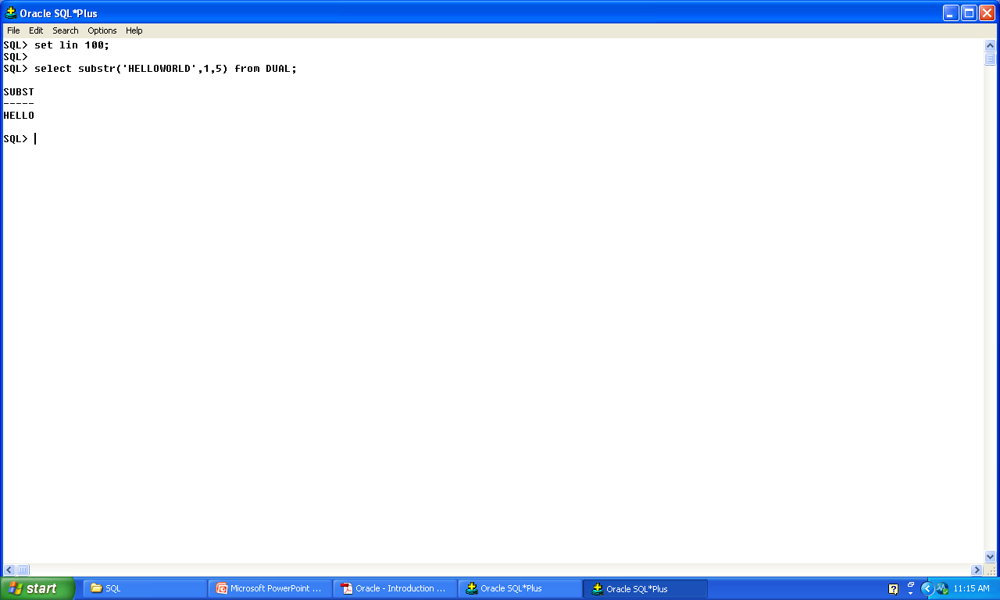 Oracle SQL*Plus
File Edit Search Options Help
SQL> set lin 100;
SQL>
SQL> select substr('HELLOWORLD',1,5) from DUAL;
SUBST
-----
HELLO
SQL>
start SQL Microsoft PowerPoint ... Oracle - Introduction ... Oracle SQL*Plus Oracle SQL*Plus 11:15 AM